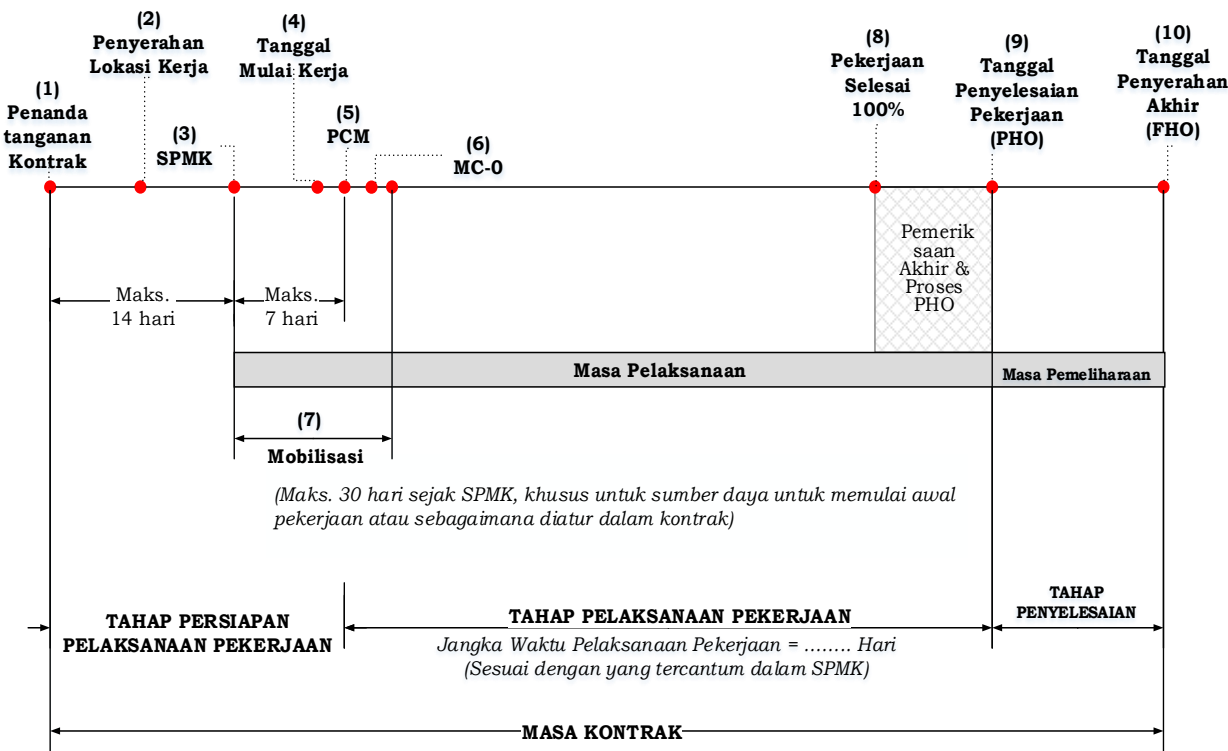 (1)
Penanda
tanganan
Kontrak
(2)
Penyerahan
Lokasi Kerja
(3)
SPMK
(4)
Tanggal
Mulai Kerja
(5)
PCM
(6)
MC-0
(8)
Pekerjaan
Selesai
100%
(9)
Tanggal
Penyelesaian
Pekerjaan
(PHO)
(10)
Tanggal
Penyerahan
Akhir
(FHO)
Pemerik
saan
Akhir &
Proses
PHO
Maks.
14 hari
Maks.
7 hari
Masa Pelaksanaan
Masa Pemeliharaan
(7)
Mobilisasi
(Maks. 30 hari sejak SPMK, khusus untuk sumber daya untuk memulai awal
pekerjaan atau sebagaimana diatur dalam kontrak)
TAHAP PERSIAPAN
PELAKSANAAN PEKERJAAN
TAHAP PELAKSANAAN PEKERJAAN
Jangka Waktu Pelaksanaan Pekerjaan = ........ Hari
(Sesuai dengan yang tercantum dalam SPMK)
TAHAP
PENYELESAIAN
MASA KONTRAK